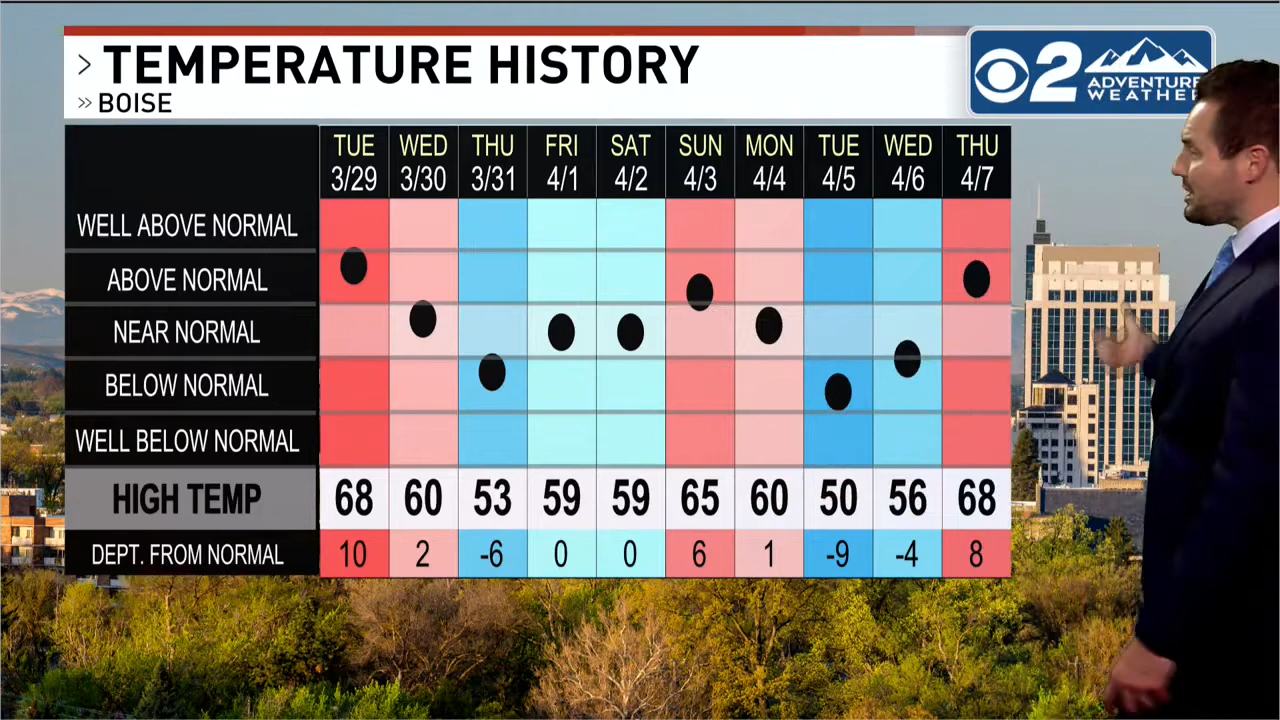 > TEMPERATURE HISTORY
» BOISE
2 ADVENTURE
WEATHER
TUE WED THU FRI SAT SUN MON TUE WED THU
3/29 3/30 3/31 4/1 4/2 4/3 4/4 4/5 4/6 4/7
WELL ABOVE NORMAL
ABOVE NORMAL
NEAR NORMAL
BELOW NORMAL
WELL BELOW NORMAL
HIGH TEMP 68 60 53 59 59 65 60 50 56 68
DEPT. FROM NORMAL 10 2 -6 0 0 6 1 -9 -4 8